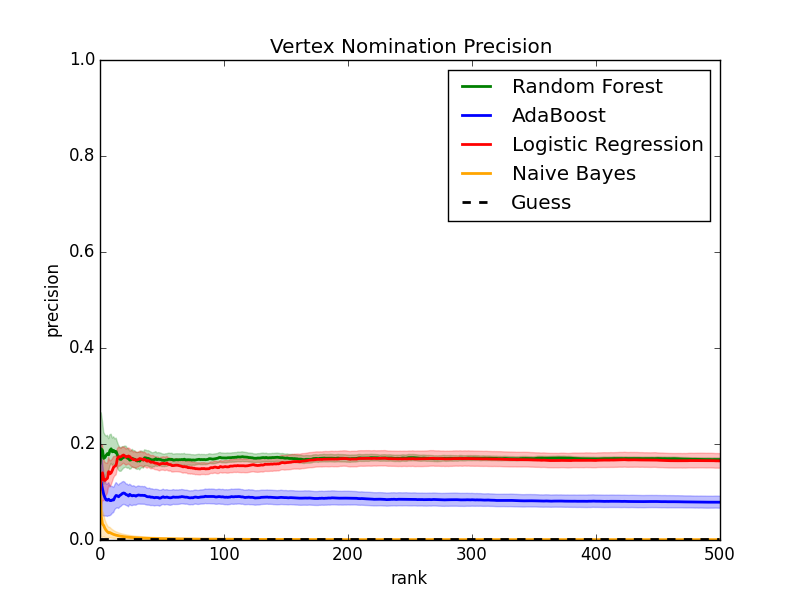 Vertex Nomination Precision
1.0
0.8
0.6
0.4
0.2
0.0
precision
Random Forest
AdaBoost
Logistic Regression
Naive Bayes
Guess
0
100
200
300
400
500
rank